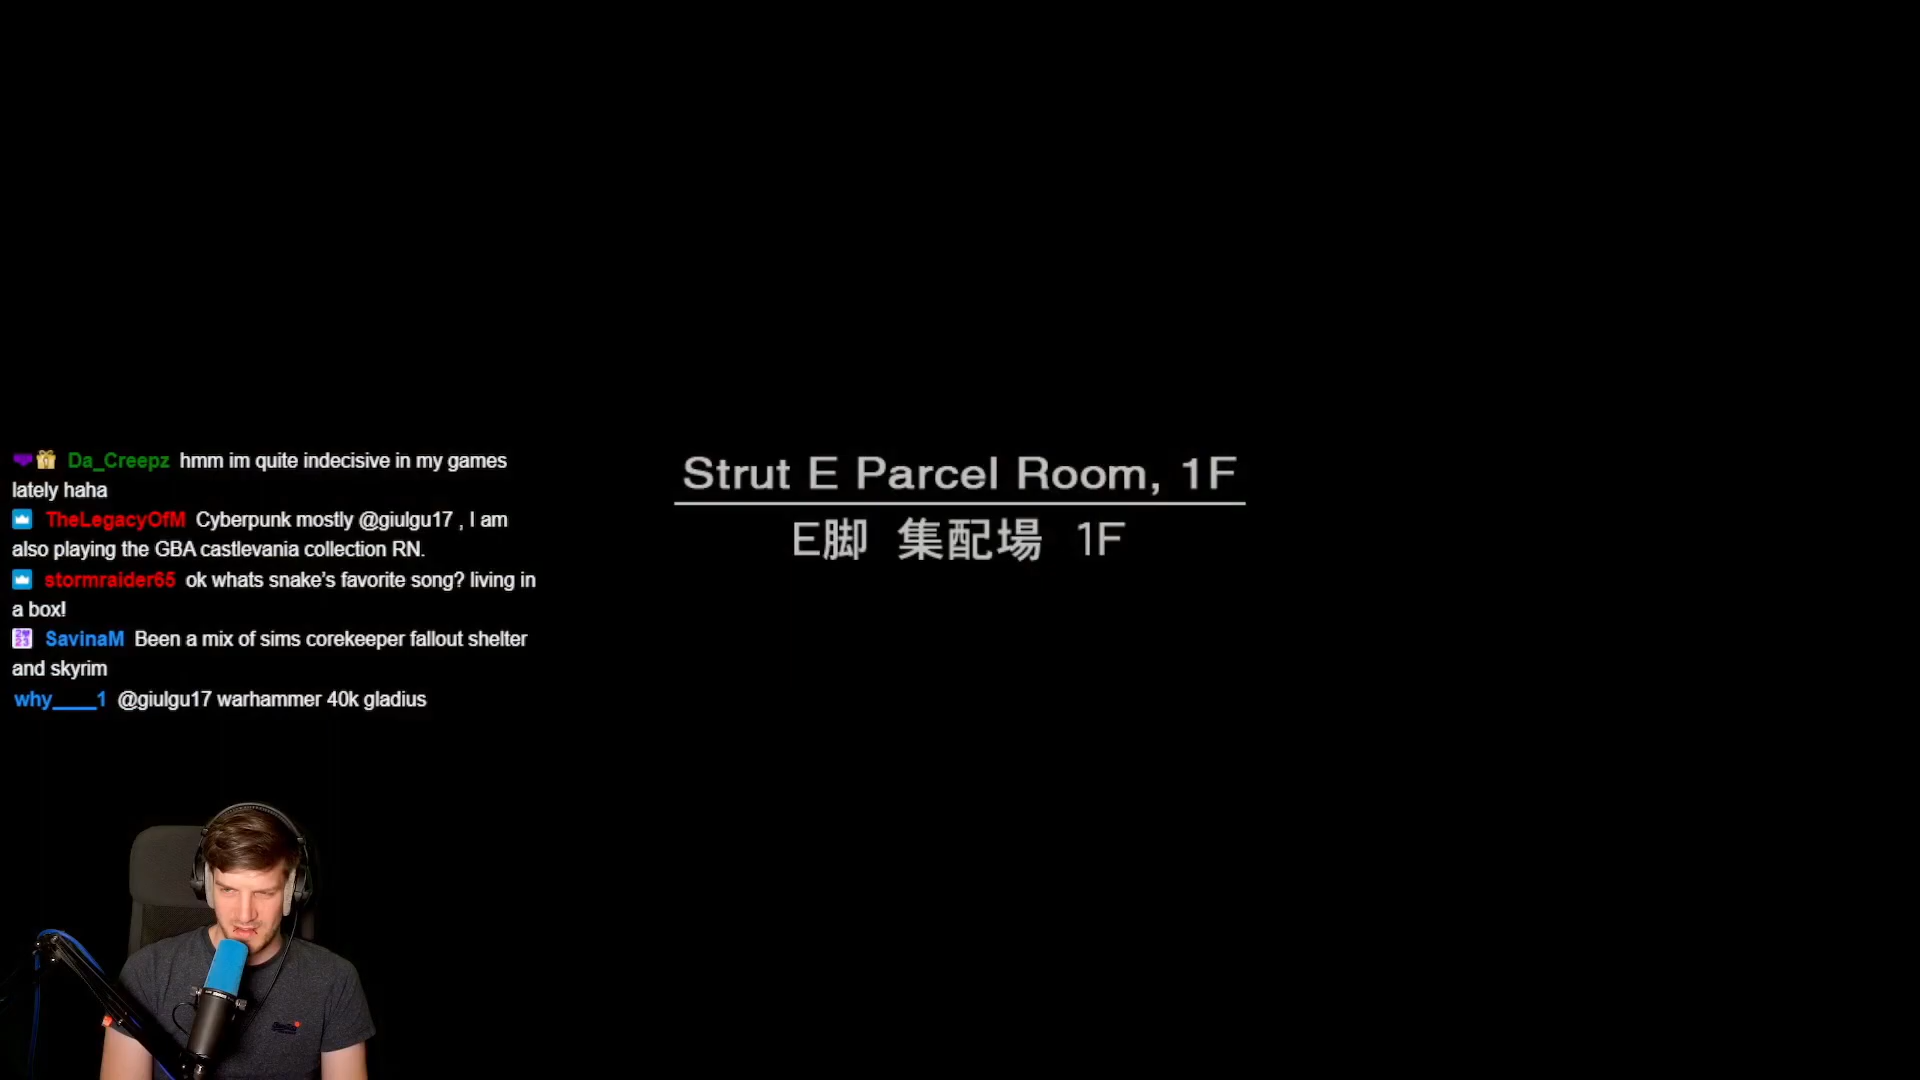 Da_Creepz hmm im quite indecisive in my games
lately haha
TheLegacyOfM Cyberpunk mostly @giulgu17 , I am
also playing the GBA castlevania collection RN.
stormraider65 ok whats snake's favorite song? living in
a box!
SavinaM Been a mix of sims corekeeper fallout shelter
and skyrim
why____1 @giulgu17 warhammer 40k gladius
Strut E Parcel Room, 1F
E脚 集配場 1F